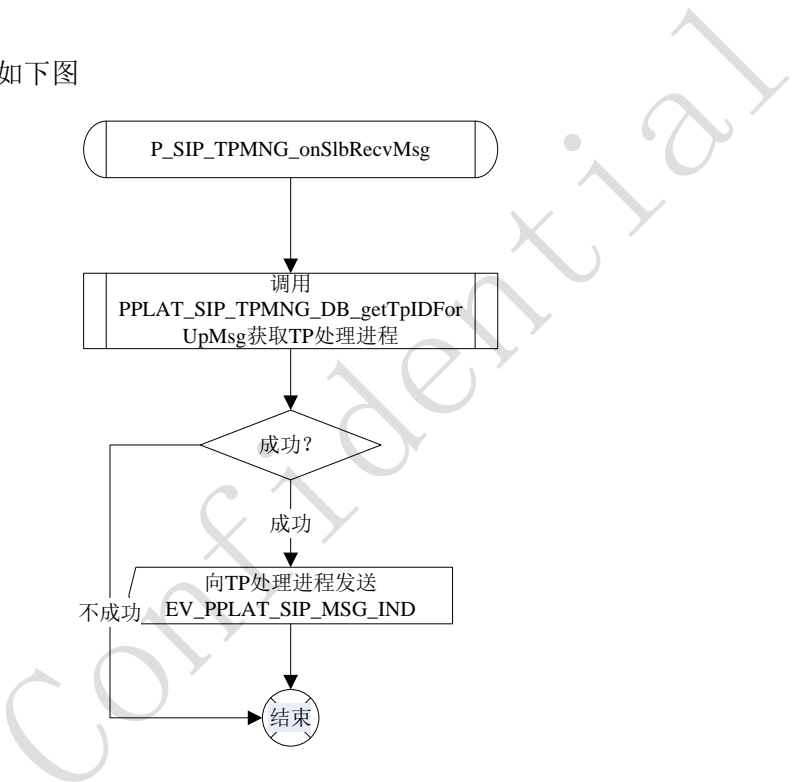 如下图
P_SIP_TPMNG_onSlbRecvMsg
调用
PPLAT_SIP_TPMNG_DB_getTpIDFor
UpMsg获取TP处理进程
成功?
成功
向TP处理进程发送
EV_PPLAT_SIP_MSG_IND
不成功
结束
Confidential